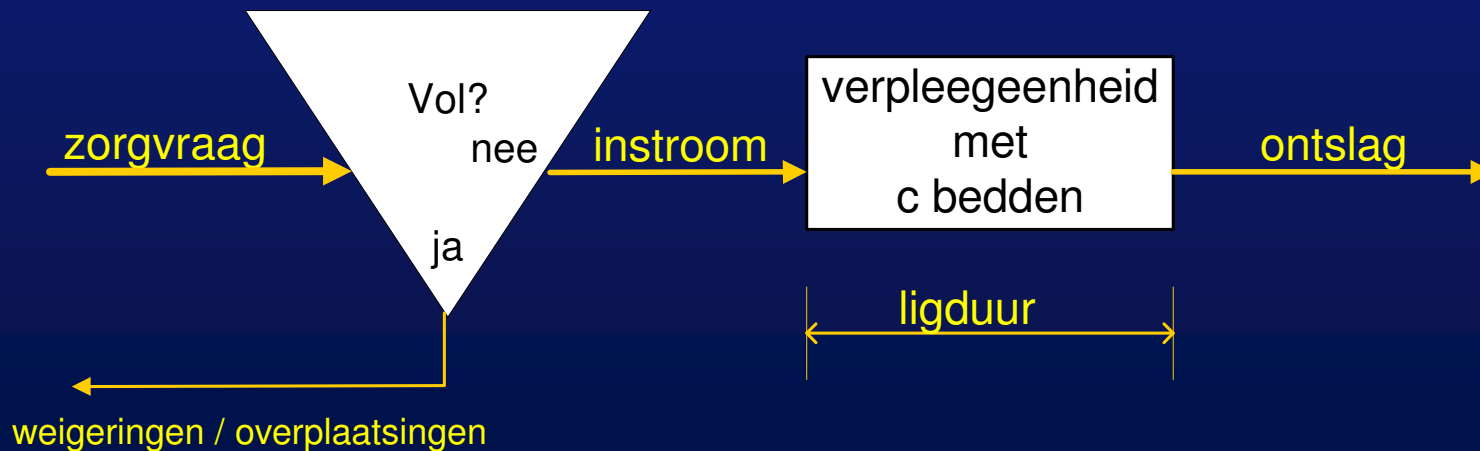 zorgvraag
Vol?
nee
ja
instroom
verpleegeenheid
met
c bedden
ontslag
ligduur
weigeringen / overplaatsingen